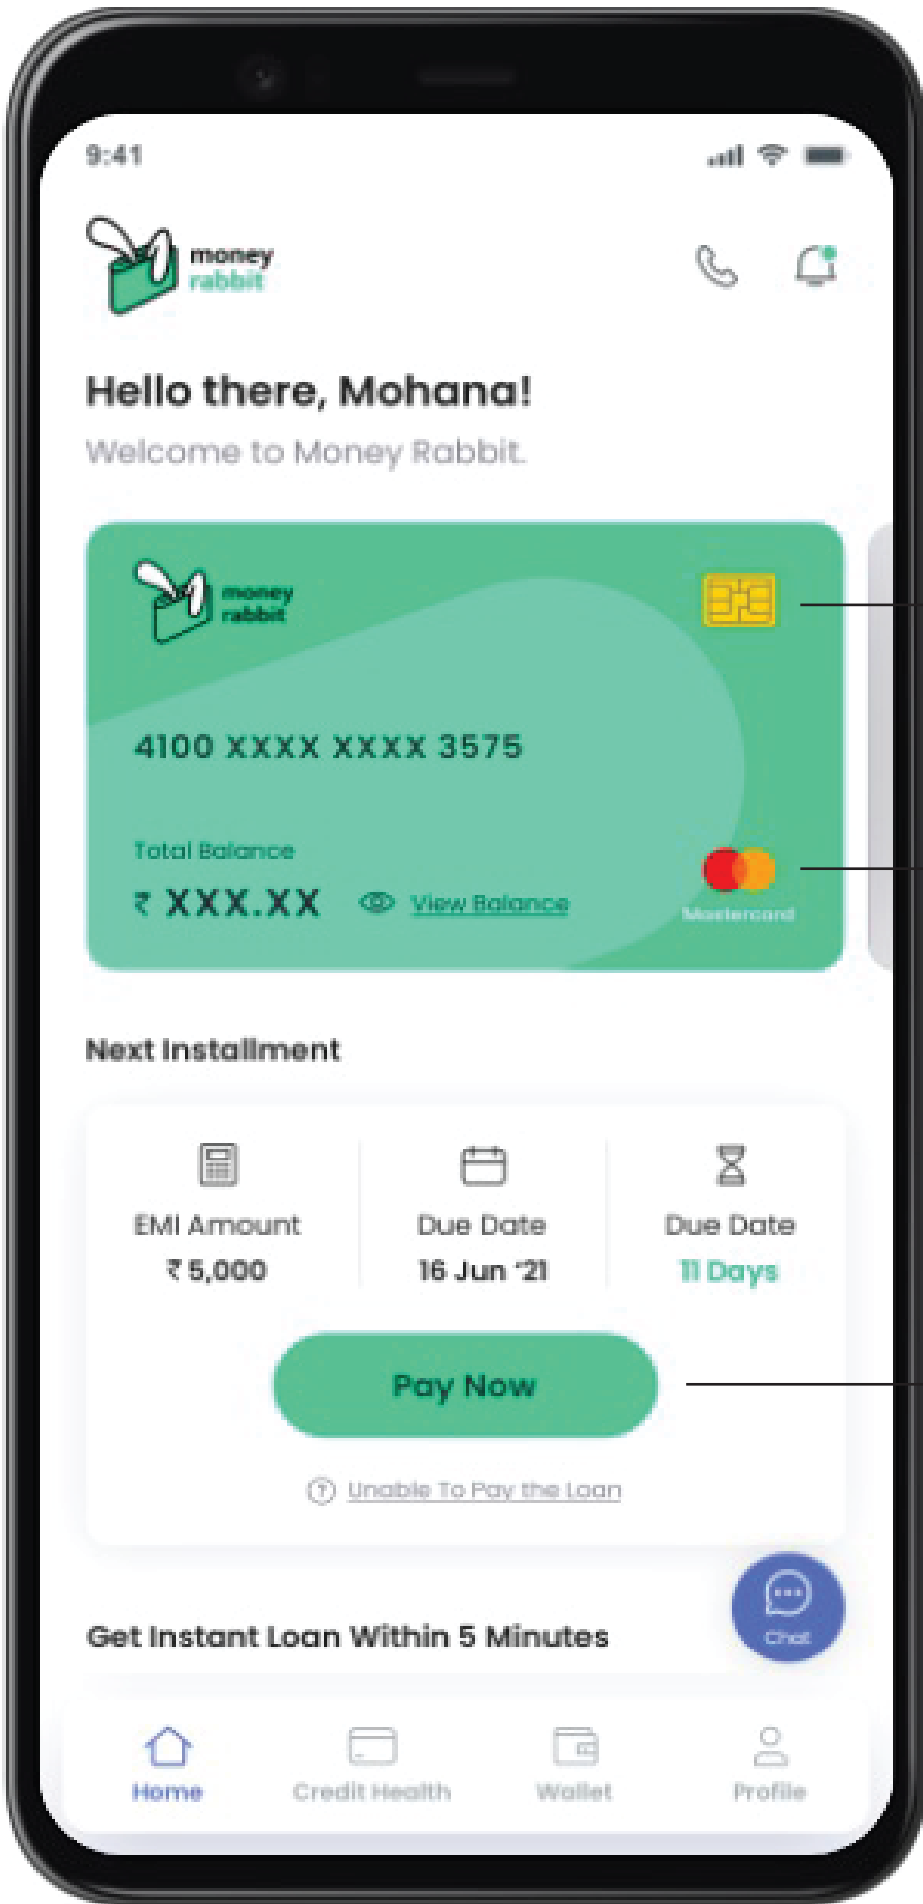 9:41
money
rabbit
Hello there, Mohana!
Welcome to Money Rabbit.
money
rabbit
4100 XXXX XXXX 3575
Total Balance
₹ XXX.XX View Balance
Mastercard
Next Installment
EMI Amount Due Date Due Date
₹ 5,000 16 Jun ‘21 11 Days
Pay Now
Unable To Pay the Loan
Chat
Get Instant Loan Within 5 Minutes
Home Credit Health Wallet Profile